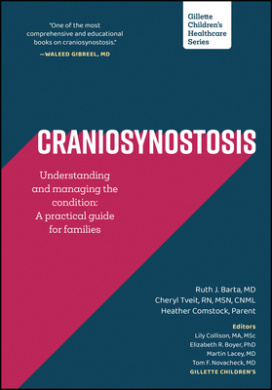 "One of the most
comprehensive and educational
books on craniosynostosis."
—WALEED GIBREEL, MD
Gillette
Children's
Healthcare
Series
CRANIOSYNOSTOSIS
Understanding
and managing the
condition:
A practical guide
for families
Ruth J. Barta, MD
Cheryl Tveit, RN, MSN, CNML
Heather Comstock, Parent
Editors
Lily Collison, MA, MSc
Elizabeth R. Boyer, PhD
Martin Lacey, MD
Tom F. Novacheck, MD
GILLETTE CHILDREN'S